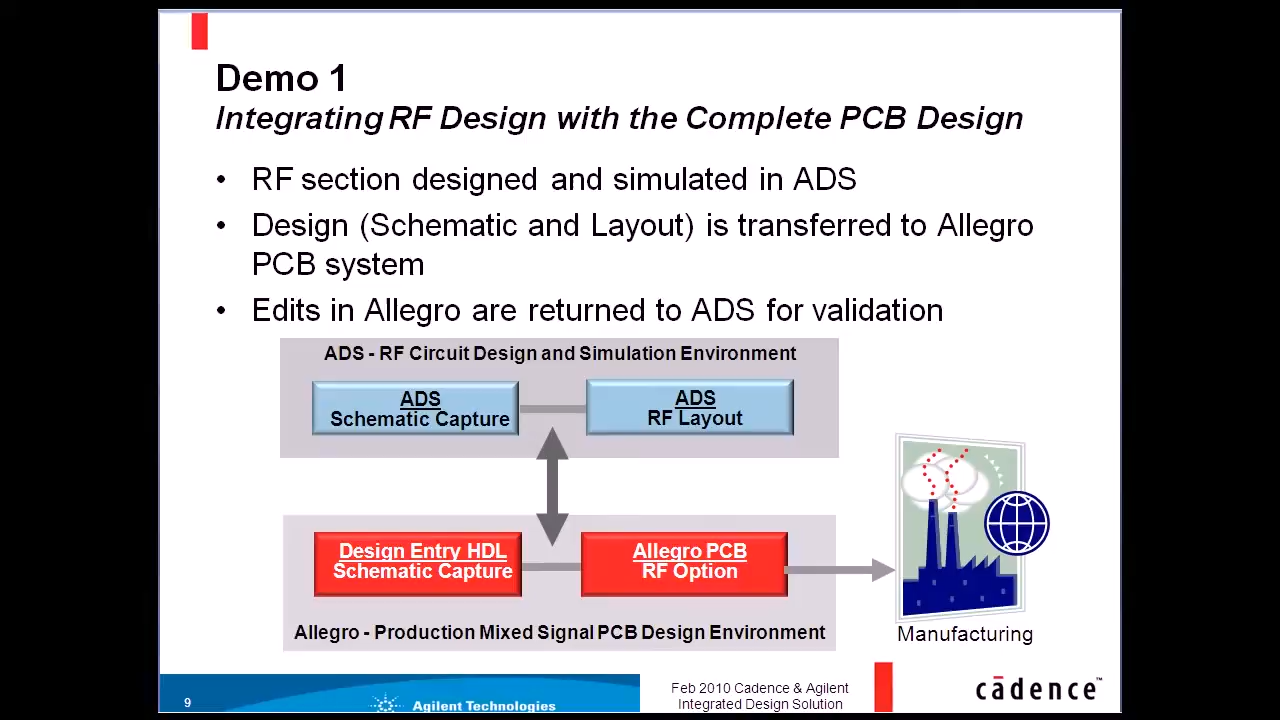 Demo 1
Integrating RF Design with the Complete PCB Design
• RF section designed and simulated in ADS
• Design (Schematic and Layout) is transferred to Allegro
PCB system
• Edits in Allegro are returned to ADS for validation
ADS - RF Circuit Design and Simulation Environment
ADS
Schematic Capture
ADS
RF Layout
Design Entry HDL
Schematic Capture
Allegro PCB
RF Option
Allegro - Production Mixed Signal PCB Design Environment
Manufacturing
9
Agilent Technologies
Feb 2010 Cadence & Agilent
Integrated Design Solution
cādence™